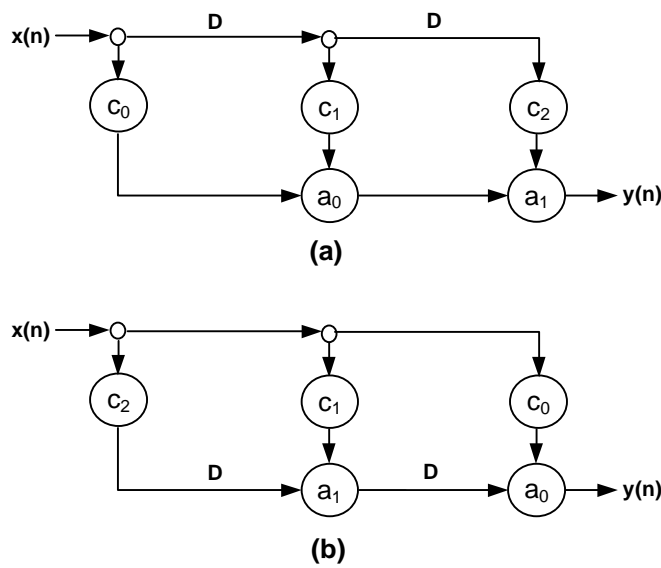 x(n) D D
c₀ c₁ c₂
a₀ a₁ y(n)
(a)
x(n)
c₂ c₁ c₀
D D
a₁ a₀ y(n)
(b)